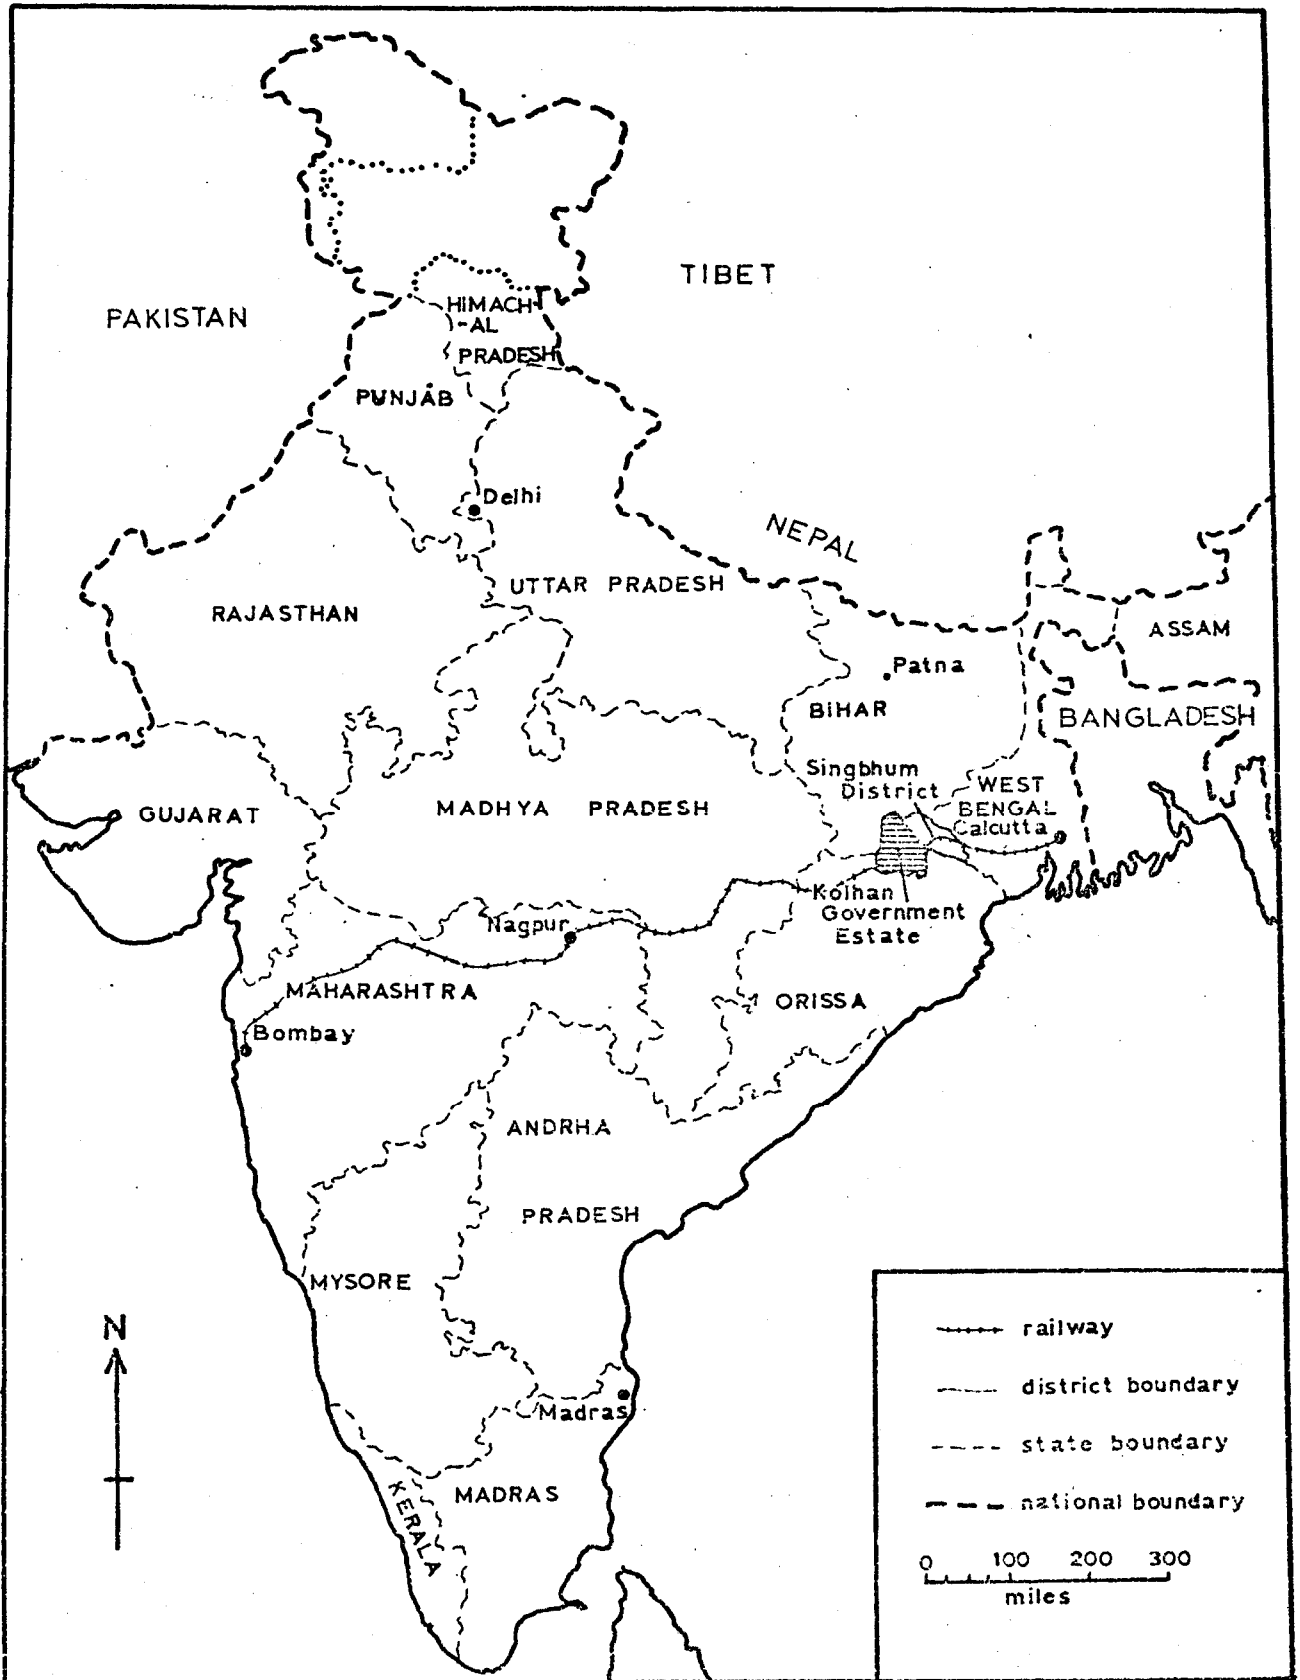 TIBET
PAKISTAN
HIMACH-
-AL
PRADESH
PUNJAB
Delhi
NEPAL
UTTAR PRADESH
RAJASTHAN
ASSAM
Patna
BIHAR
BANGLADESH
Singbhum
District
WEST
BENGAL
Calcutta
GUJARAT
MADHYA PRADESH
Kolhan
Government
Estate
Nagpur
MAHARASHTRA
ORISSA
Bombay
ANDRHA
PRADESH
MYSORE
N
Madras
MADRAS
KERALA
railway
district boundary
state boundary
national boundary
0 100 200 300
miles